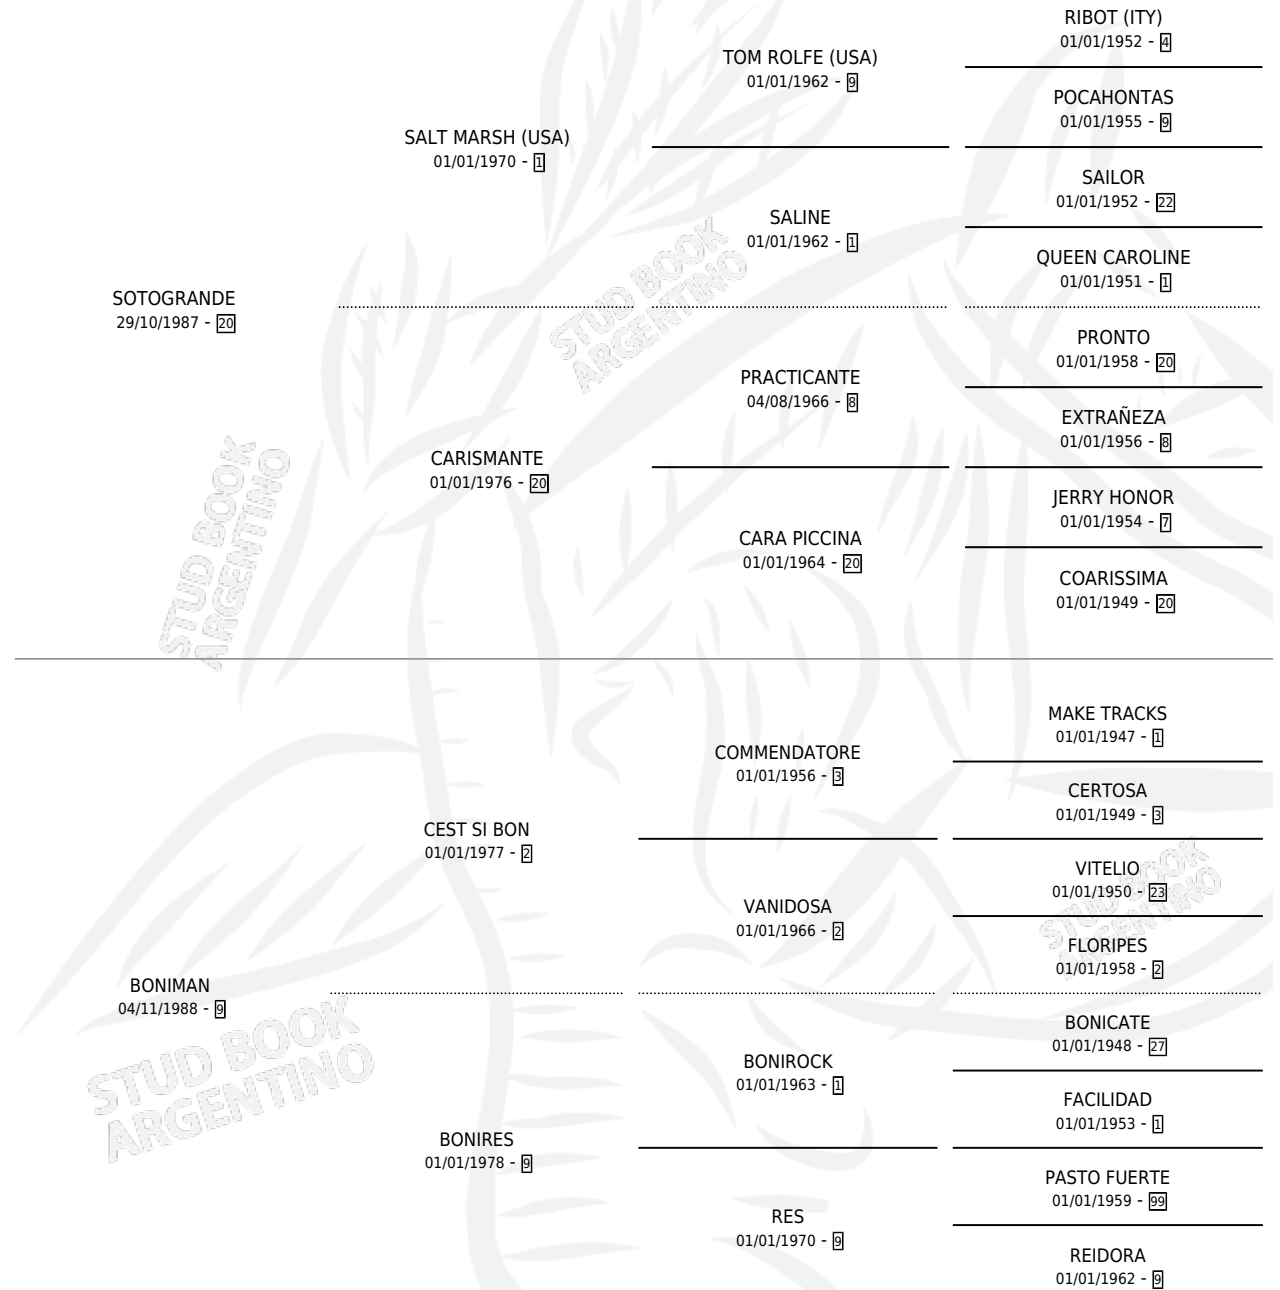 RIBOT (ITY)
01/01/1952 - 4
TOM ROLFE (USA)
01/01/1962 - 9
POCAHONTAS
01/01/1955 - 9
SALT MARSH (USA)
01/01/1970 - 1
SAILOR
01/01/1952 - 22
SALINE
01/01/1962 - 1
QUEEN CAROLINE
01/01/1951 - 1
SOTOGRANDE
29/10/1987 - 20
PRONTO
01/01/1958 - 20
PRACTICANTE
04/08/1966 - 8
EXTRAÑEZA
01/01/1956 - 8
CARISMANTE
01/01/1976 - 20
JERRY HONOR
01/01/1954 - 7
CARA PICCINA
01/01/1964 - 20
COARISSIMA
01/01/1949 - 20
MAKE TRACKS
01/01/1947 - 1
COMMENDATORE
01/01/1956 - 3
CERTOSA
01/01/1949 - 3
CEST SI BON
01/01/1977 - 2
VITELIO
01/01/1950 - 23
VANIDOSA
01/01/1966 - 2
FLORIPES
01/01/1958 - 2
BONIMAN
04/11/1988 - 9
BONICATE
01/01/1948 - 27
BONIROCK
01/01/1963 - 1
FACILIDAD
01/01/1953 - 1
BONIRES
01/01/1978 - 9
PASTO FUERTE
01/01/1959 - 99
RES
01/01/1970 - 9
REIDORA
01/01/1962 - 9
STUD BOOK
ARGENTINO
STUD BOOK
ARGENTINO
STUD BOOK
ARGENTINO
STUD BOOK
ARGENTINO